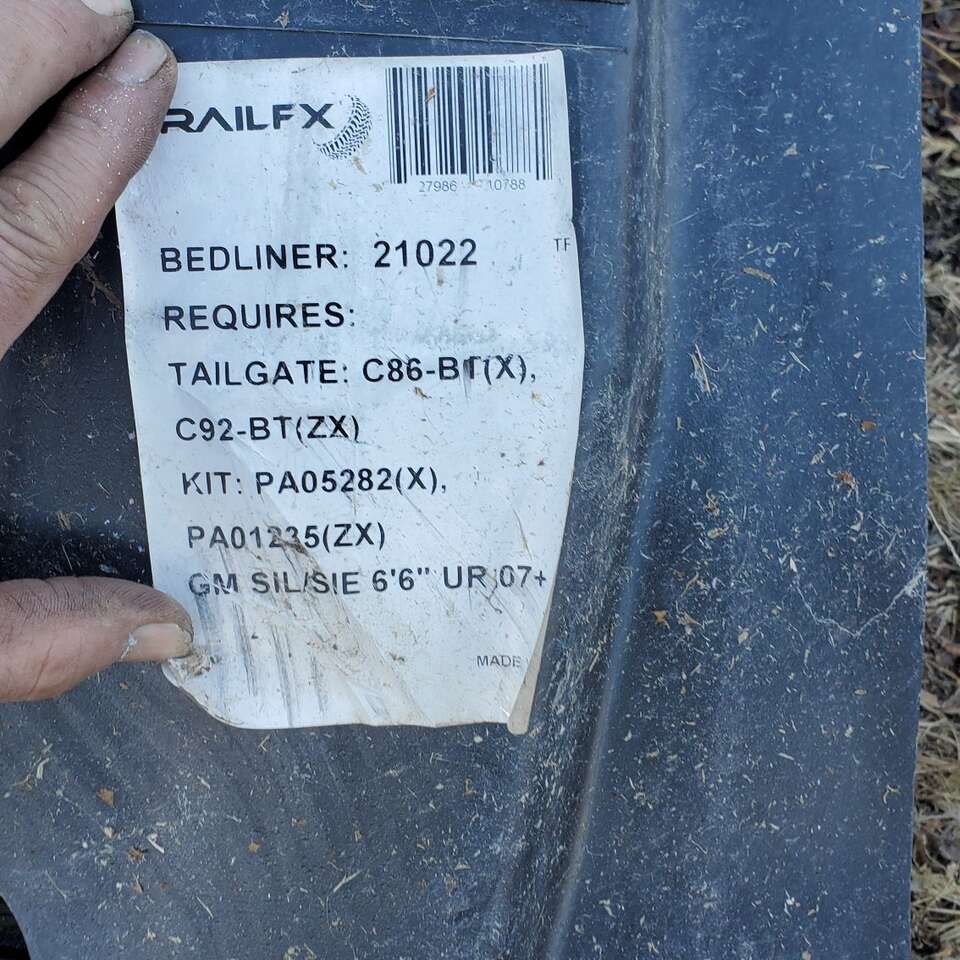 RAILFX
27986 10788
BEDLINER: 21022
TF
REQUIRES:
TAILGATE: C86-BT(X),
C92-BT(ZX)
KIT: PA05282(X),
PA01235(ZX)
GM SIL/SIE 6'6" UR 07+
MADE